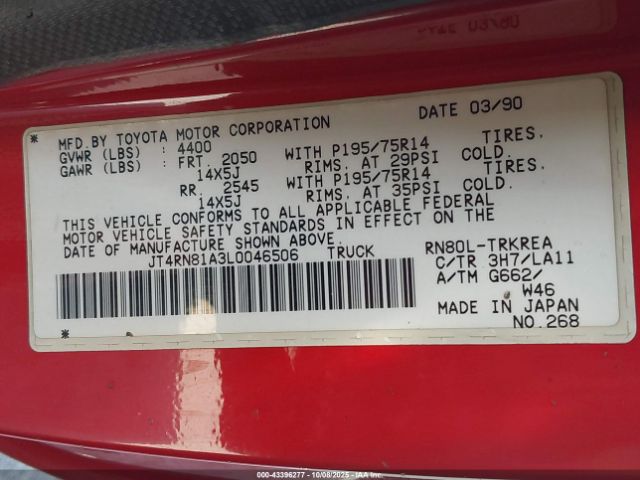 MFD.BY TOYOTA MOTOR CORPORATION DATE 03/90
GVWR (LBS) : 4400 WITH P195/75R14 TIRES.
GAWR (LBS) : FRT. 2050 RIMS. AT 29PSI COLD.
14X5J WITH P195/75R14 TIRES.
RR. 2545 RIMS. AT 35PSI COLD.
14X5J
THIS VEHICLE CONFORMS TO ALL APPLICABLE FEDERAL
MOTOR VEHICLE SAFETY STANDARDS IN EFFECT ON THE
DATE OF MANUFACTURE SHOWN ABOVE.
JT4RN81A3L0046506 TRUCK RN80L-TRKREA
C/TR 3H7/LA11
A/TM G662/
W46
MADE IN JAPAN
NO.268
000-43396277 - 10/08/2025 - IAA Inc.